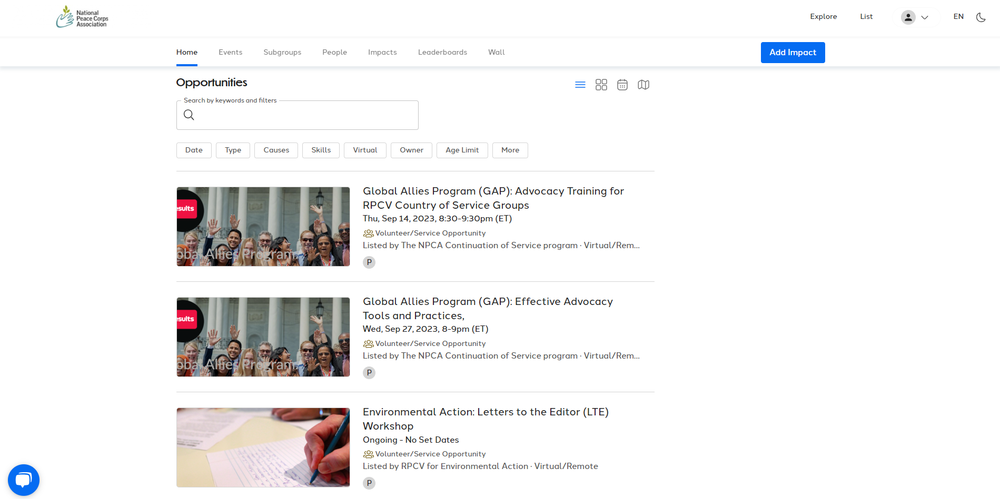 National
Peace Corps
Association
Explore
List
EN
Home
Events
Subgroups
People
Impacts
Leaderboards
Wall
Add Impact
Opportunities
Search by keywords and filters
Date
Type
Causes
Skills
Virtual
Owner
Age Limit
More
esults
obal Allies Program.
Global Allies Program (GAP): Advocacy Training for
RPCV Country of Service Groups
Thu, Sep 14, 2023, 8:30-9:30pm (ET)
Volunteer/Service Opportunity
Listed by The NPCA Continuation of Service program · Virtual/Rem...
P
esults
obal Allies Program.
Global Allies Program (GAP): Effective Advocacy
Tools and Practices,
Wed, Sep 27, 2023, 8-9pm (ET)
Volunteer/Service Opportunity
Listed by The NPCA Continuation of Service program · Virtual/Rem...
P
Environmental Action: Letters to the Editor (LTE)
Workshop
Ongoing - No Set Dates
Volunteer/Service Opportunity
Listed by RPCV for Environmental Action · Virtual/Remote
P